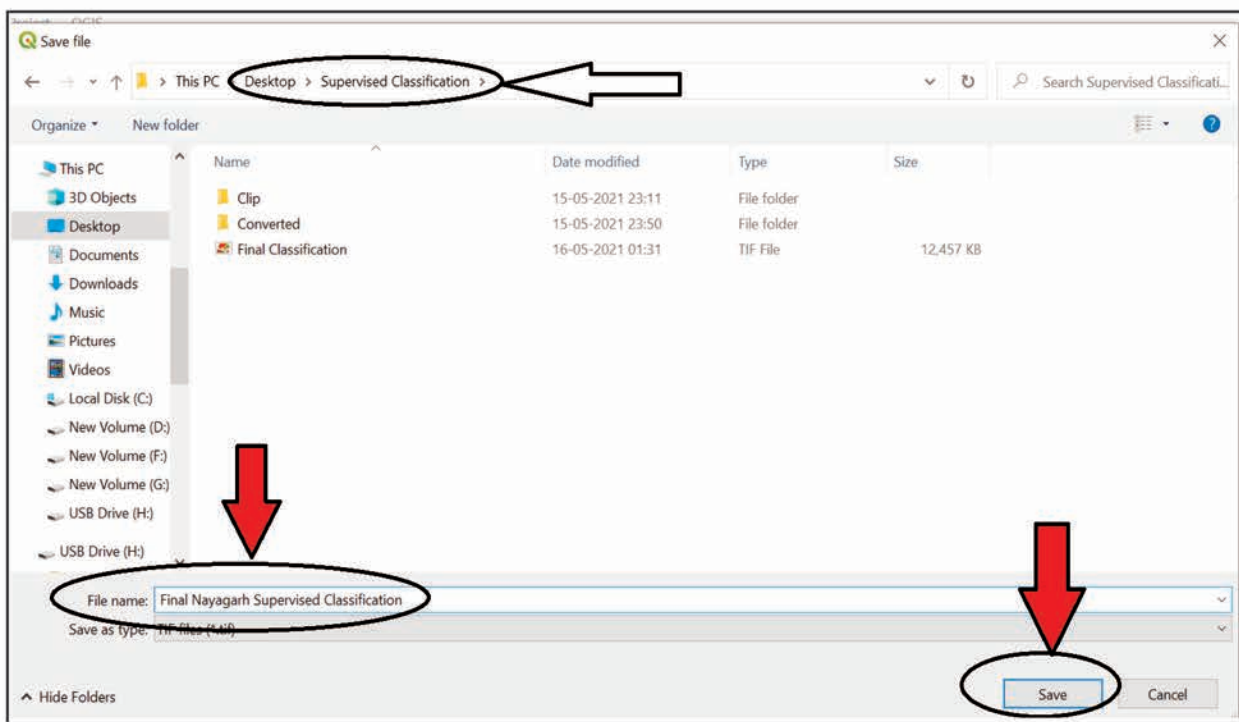 Save file
This PC > Desktop > Supervised Classification >
Search Supervised Classificati...
Organize
New folder
Name Date modified Type Size
This PC
3D Objects
Desktop
Documents
Downloads
Music
Pictures
Videos
Local Disk (C:)
New Volume (D:)
New Volume (F:)
New Volume (G:)
USB Drive (H:)
USB Drive (H:)
Clip 15-05-2021 23:11 File folder
Converted 15-05-2021 23:50 File folder
Final Classification 16-05-2021 01:31 TIF File 12,457 KB
File name: Final Nayagarh Supervised Classification
Save as type: TIF files (*.tif)
Hide Folders
Save
Cancel